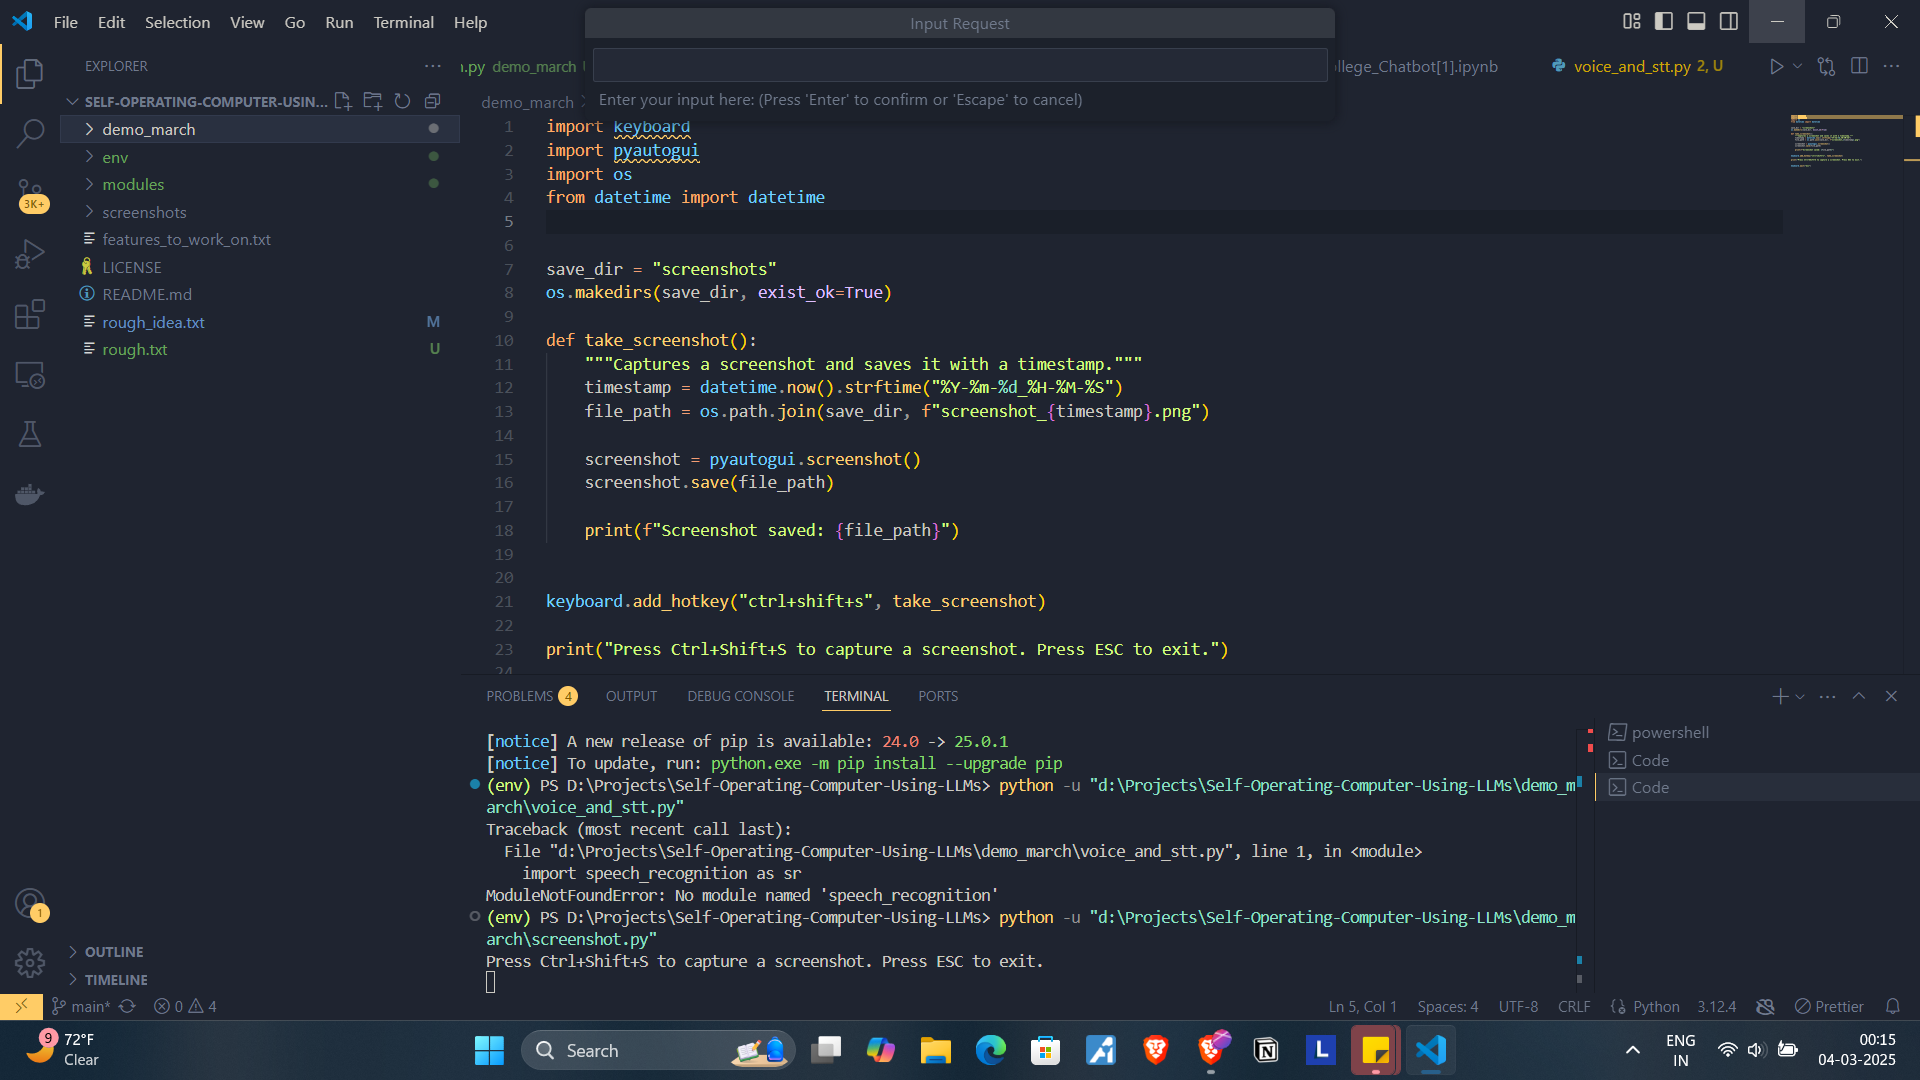 File Edit Selection View Go Run Terminal Help
Input Request
Enter your input here: (Press 'Enter' to confirm or 'Escape' to cancel)
EXPLORER
.py demo_march
llege_Chatbot[1].ipynb
voice_and_stt.py 2, U
SELF-OPERATING-COMPUTER-USIN...
demo_march
env
modules
screenshots
features_to_work_on.txt
LICENSE
README.md
rough_idea.txt M
rough.txt U
3K+
demo_march
1 import keyboard
2 import pyautogui
3 import os
4 from datetime import datetime
5
6
7 save_dir = "screenshots"
8 os.makedirs(save_dir, exist_ok=True)
9
10 def take_screenshot():
11 """Captures a screenshot and saves it with a timestamp."""
12 timestamp = datetime.now().strftime("%Y-%m-%d_%H-%M-%S")
13 file_path = os.path.join(save_dir, f"screenshot_{timestamp}.png")
14
15 screenshot = pyautogui.screenshot()
16 screenshot.save(file_path)
17
18 print(f"Screenshot saved: {file_path}")
19
20
21 keyboard.add_hotkey("ctrl+shift+s", take_screenshot)
22
23 print("Press Ctrl+Shift+S to capture a screenshot. Press ESC to exit.")
24
PROBLEMS 4 OUTPUT DEBUG CONSOLE TERMINAL PORTS
[notice] A new release of pip is available: 24.0 -> 25.0.1
[notice] To update, run: python.exe -m pip install --upgrade pip
(env) PS D:\Projects\Self-Operating-Computer-Using-LLMs> python -u "d:\Projects\Self-Operating-Computer-Using-LLMs\demo_m
arch\voice_and_stt.py"
Traceback (most recent call last):
File "d:\Projects\Self-Operating-Computer-Using-LLMs\demo_march\voice_and_stt.py", line 1, in <module>
import speech_recognition as sr
ModuleNotFoundError: No module named 'speech_recognition'
(env) PS D:\Projects\Self-Operating-Computer-Using-LLMs> python -u "d:\Projects\Self-Operating-Computer-Using-LLMs\demo_m
arch\screenshot.py"
Press Ctrl+Shift+S to capture a screenshot. Press ESC to exit.
powershell
Code
Code
1
OUTLINE
TIMELINE
main* 0 4
Ln 5, Col 1 Spaces: 4 UTF-8 CRLF Python 3.12.4 Prettier
9
72°F
Clear
Search
L
ENG
IN
00:15
04-03-2025